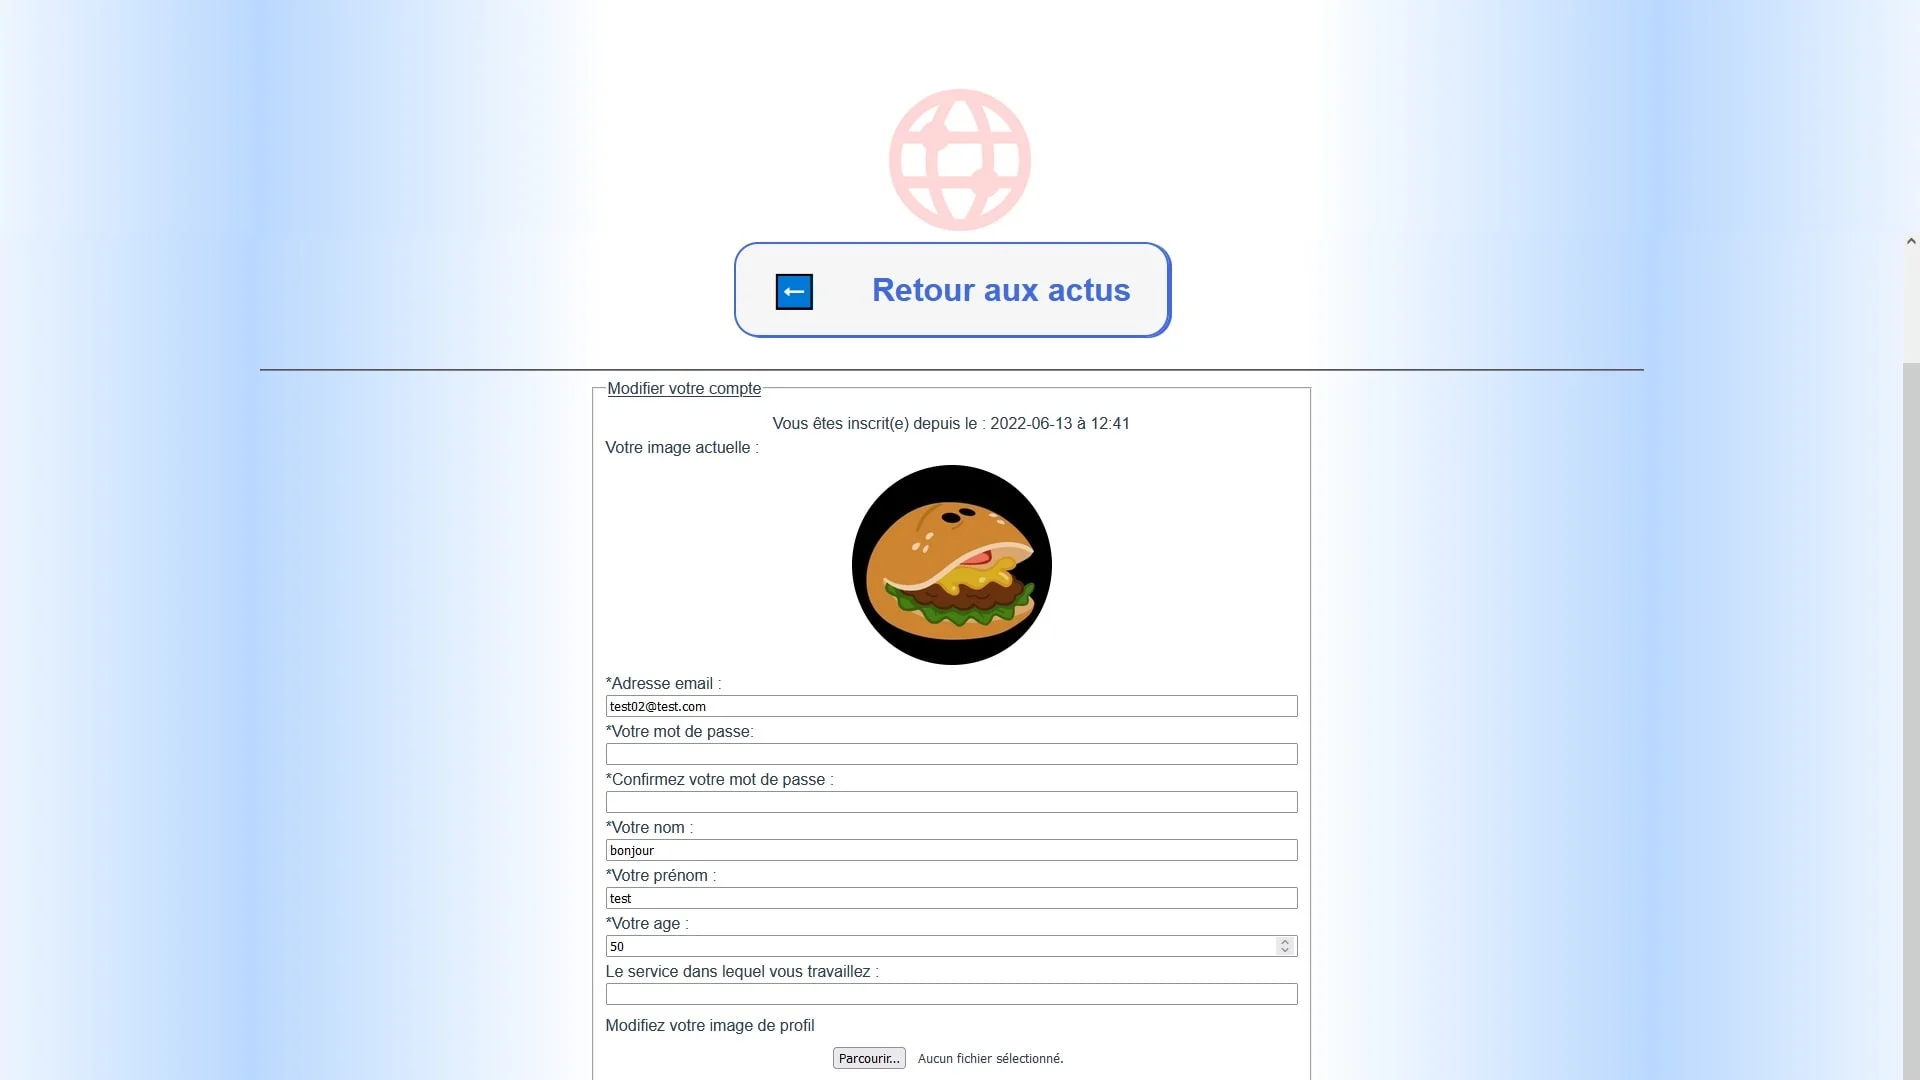 Retour aux actus
Modifier votre compte
Vous êtes inscrit(e) depuis le : 2022-06-13 à 12:41
Votre image actuelle :
*Adresse email :
test02@test.com
*Votre mot de passe:
*Confirmez votre mot de passe :
*Votre nom :
bonjour
*Votre prénom :
test
*Votre age :
50
Le service dans lequel vous travaillez :
Modifiez votre image de profil
Parcourir... Aucun fichier sélectionné.